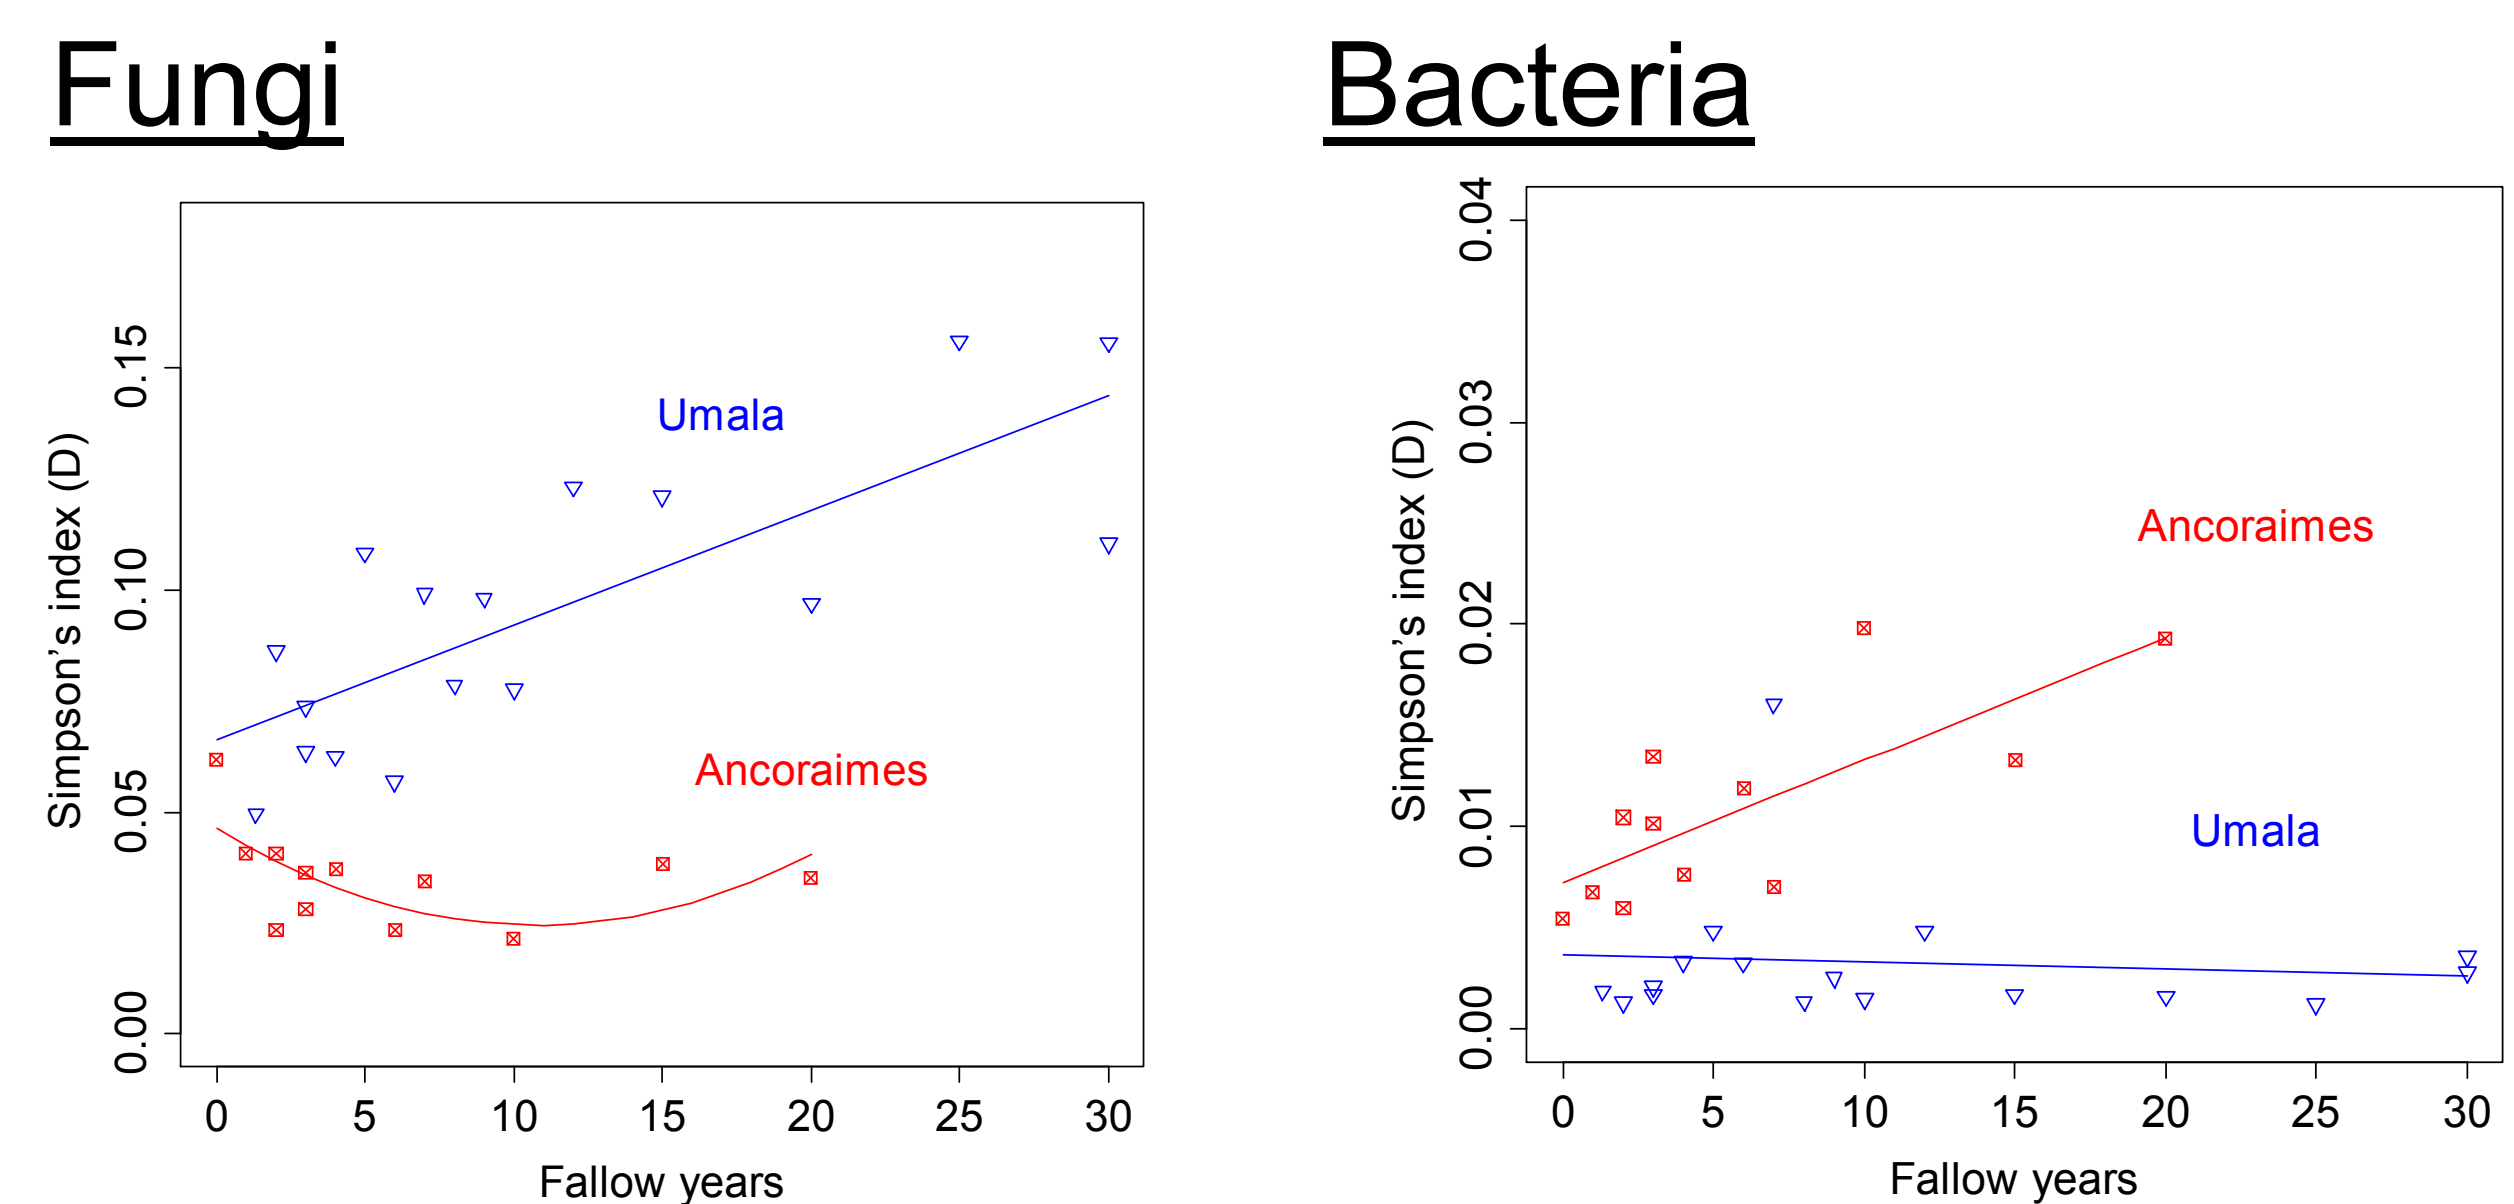 Fungi
Simpson’s index (D)
0.15
0.10
0.05
0.00
Umala
Ancoraimes
0 5 10 15 20 25 30
Fallow years
Bacteria
Simpson’s index (D)
0.04
0.03
0.02
0.01
0.00
Ancoraimes
Umala
0 5 10 15 20 25 30
Fallow years